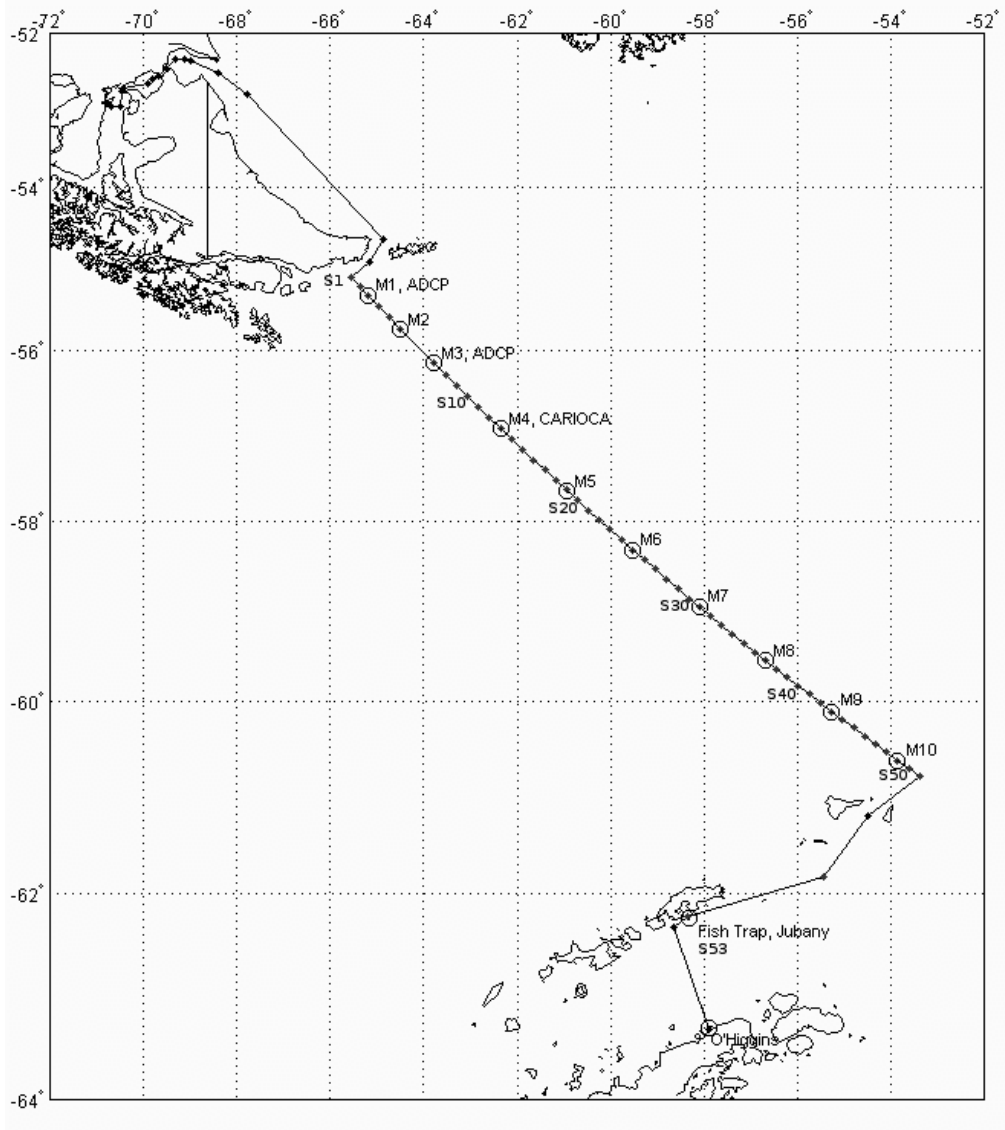 -72° -70° -68° -66° -64° -62° -60° -58° -56° -54° -52°
-52°
-54°
S1
M1, ADCP
M2
-56°
M3, ADCP
S10
M4, CARIOCA
M5
S20
-58°
M6
S30
M7
M8
S40
-60°
M9
M10
S50
-62°
Fish Trap, Jubany
S53
O'Higgins
-64°